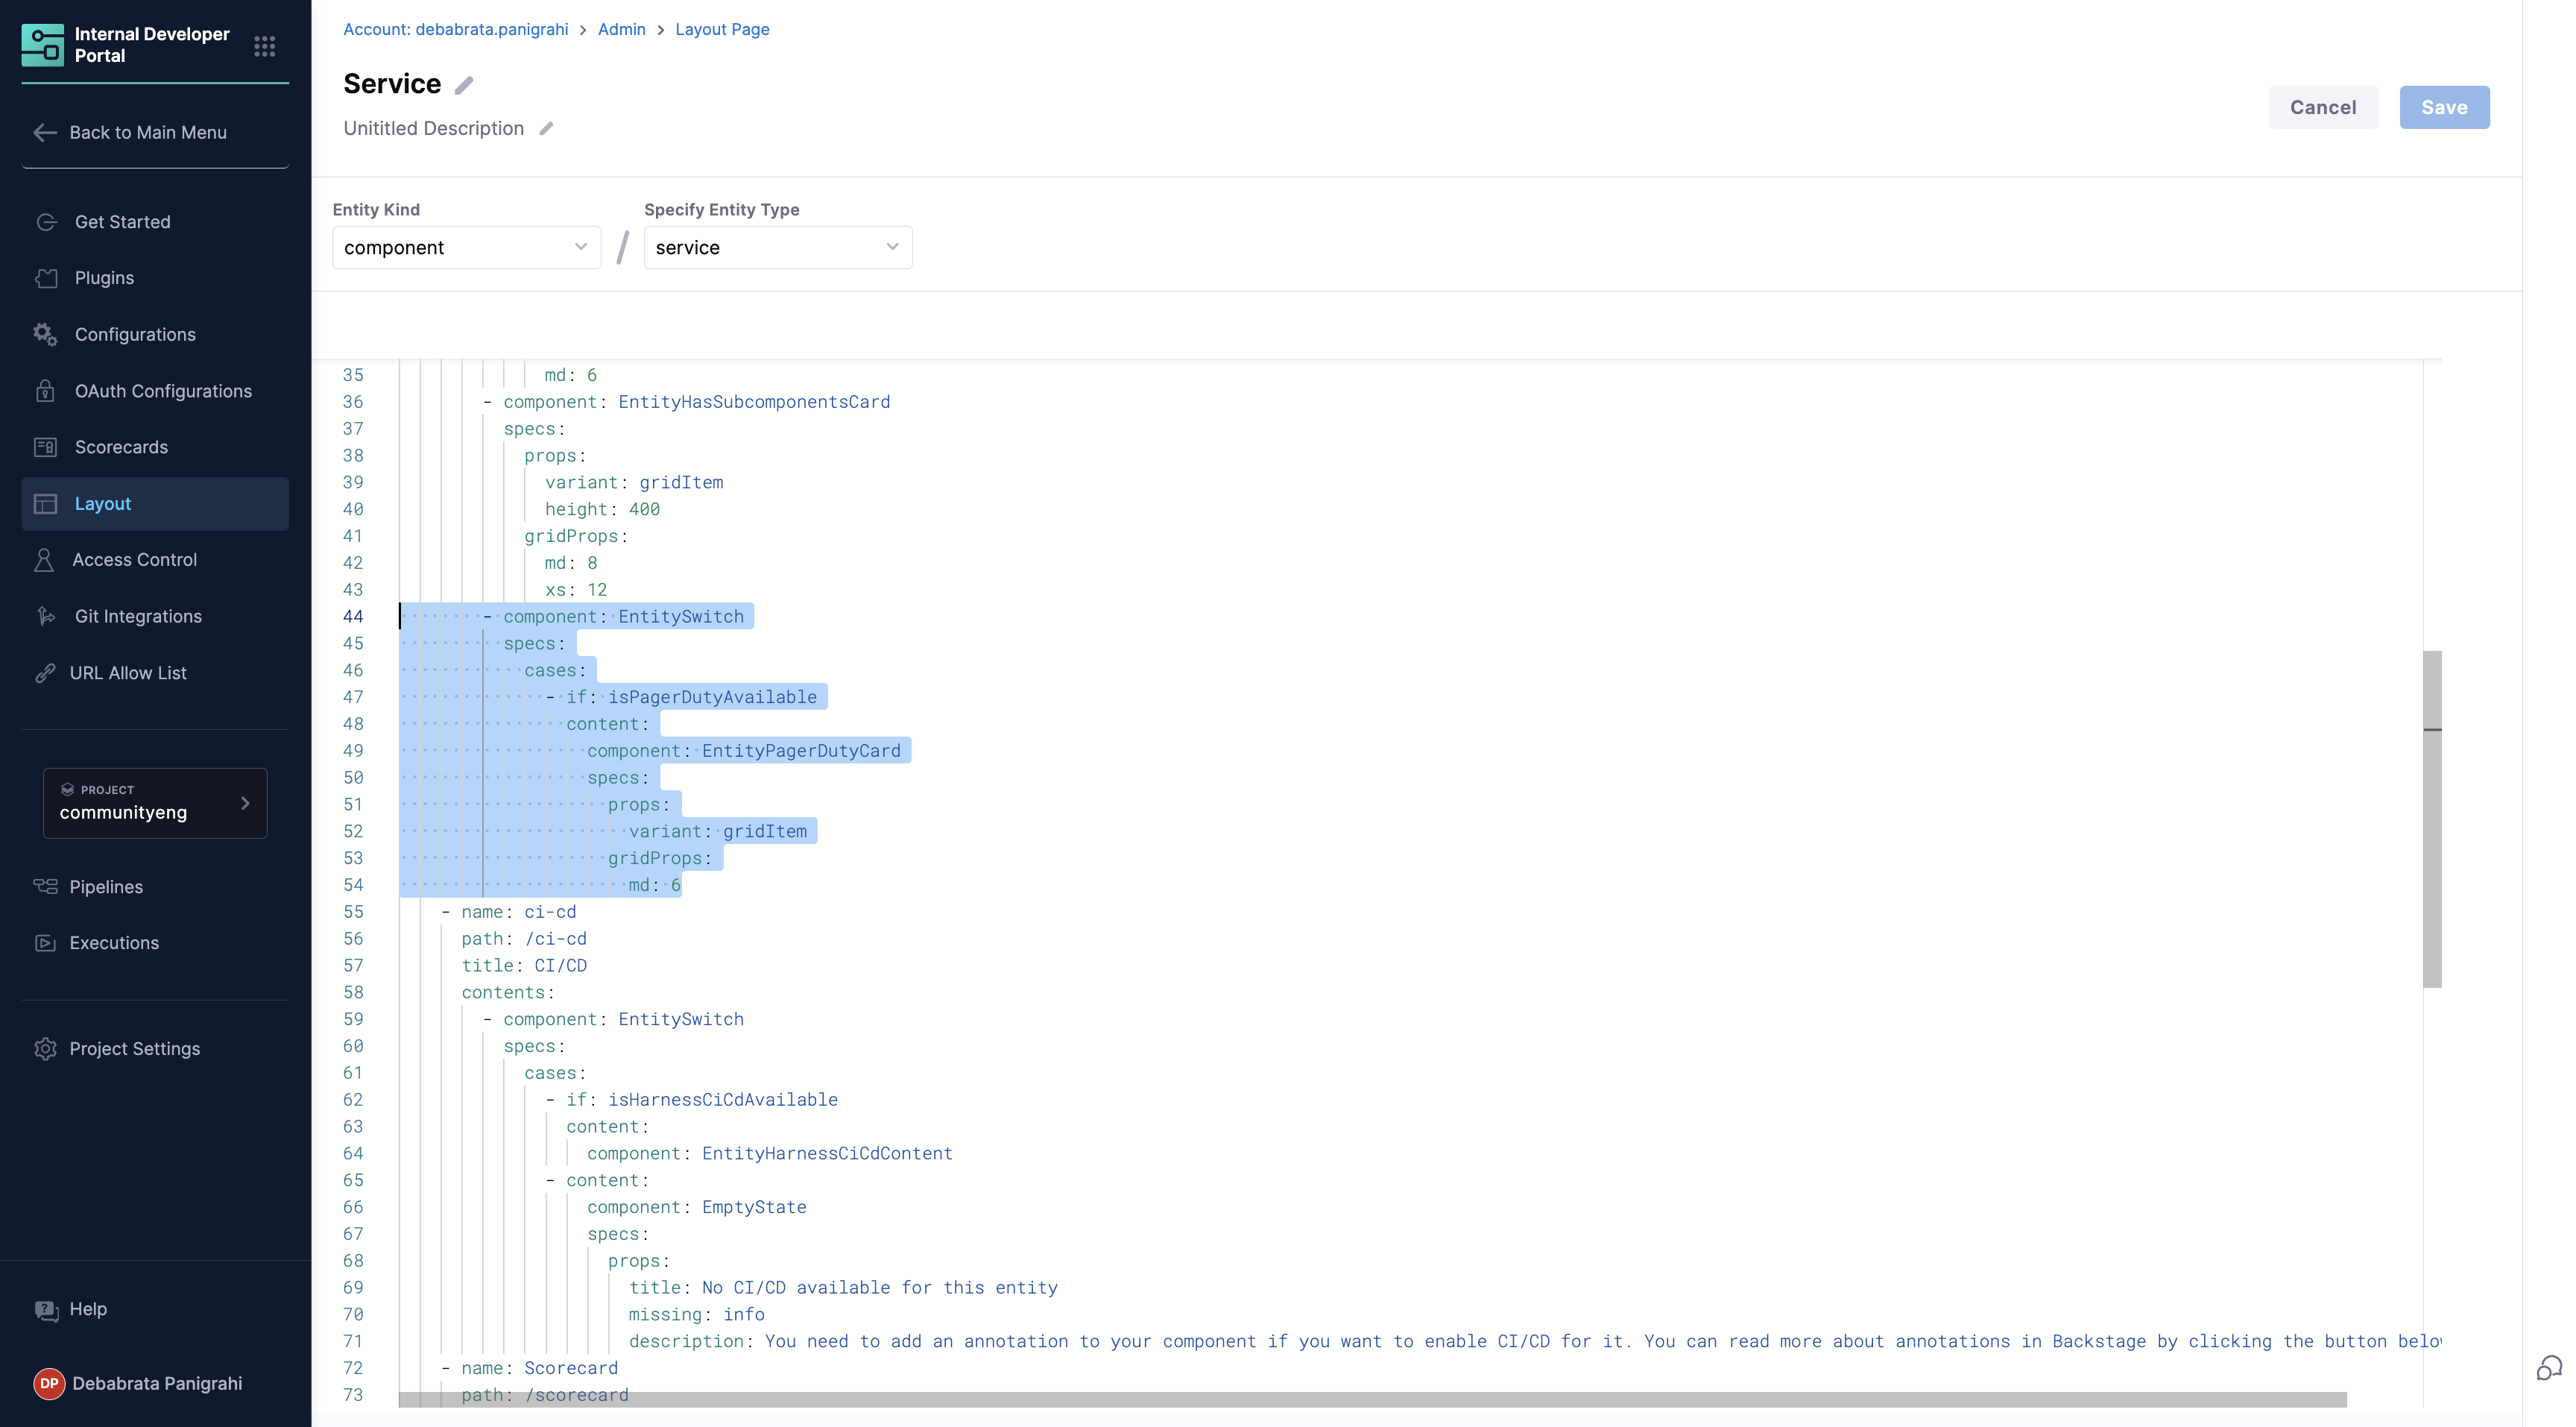 Internal Developer
Portal
Back to Main Menu
Get Started
Plugins
Configurations
OAuth Configurations
Scorecards
Layout
Access Control
Git Integrations
URL Allow List
PROJECT
communityeng
Pipelines
Executions
Project Settings
Help
DP Debabrata Panigrahi
Account: debabrata.panigrahi > Admin > Layout Page
Service
Unititled Description
Cancel
Save
Entity Kind
component
/
Specify Entity Type
service
35 md: 6
36 - component: EntityHasSubcomponentsCard
37 specs:
38 props:
39 variant: gridItem
40 height: 400
41 gridProps:
42 md: 8
43 xs: 12
44 - component: EntitySwitch
45 specs:
46 cases:
47 - if: isPagerDutyAvailable
48 content:
49 component: EntityPagerDutyCard
50 specs:
51 props:
52 variant: gridItem
53 gridProps:
54 md: 6
55 - name: ci-cd
56 path: /ci-cd
57 title: CI/CD
58 contents:
59 - component: EntitySwitch
60 specs:
61 cases:
62 - if: isHarnessCiCdAvailable
63 content:
64 component: EntityHarnessCiCdContent
65 - content:
66 component: EmptyState
67 specs:
68 props:
69 title: No CI/CD available for this entity
70 missing: info
71 description: You need to add an annotation to your component if you want to enable CI/CD for it. You can read more about annotations in Backstage by clicking the button below
72 - name: Scorecard
73 path: /scorecard